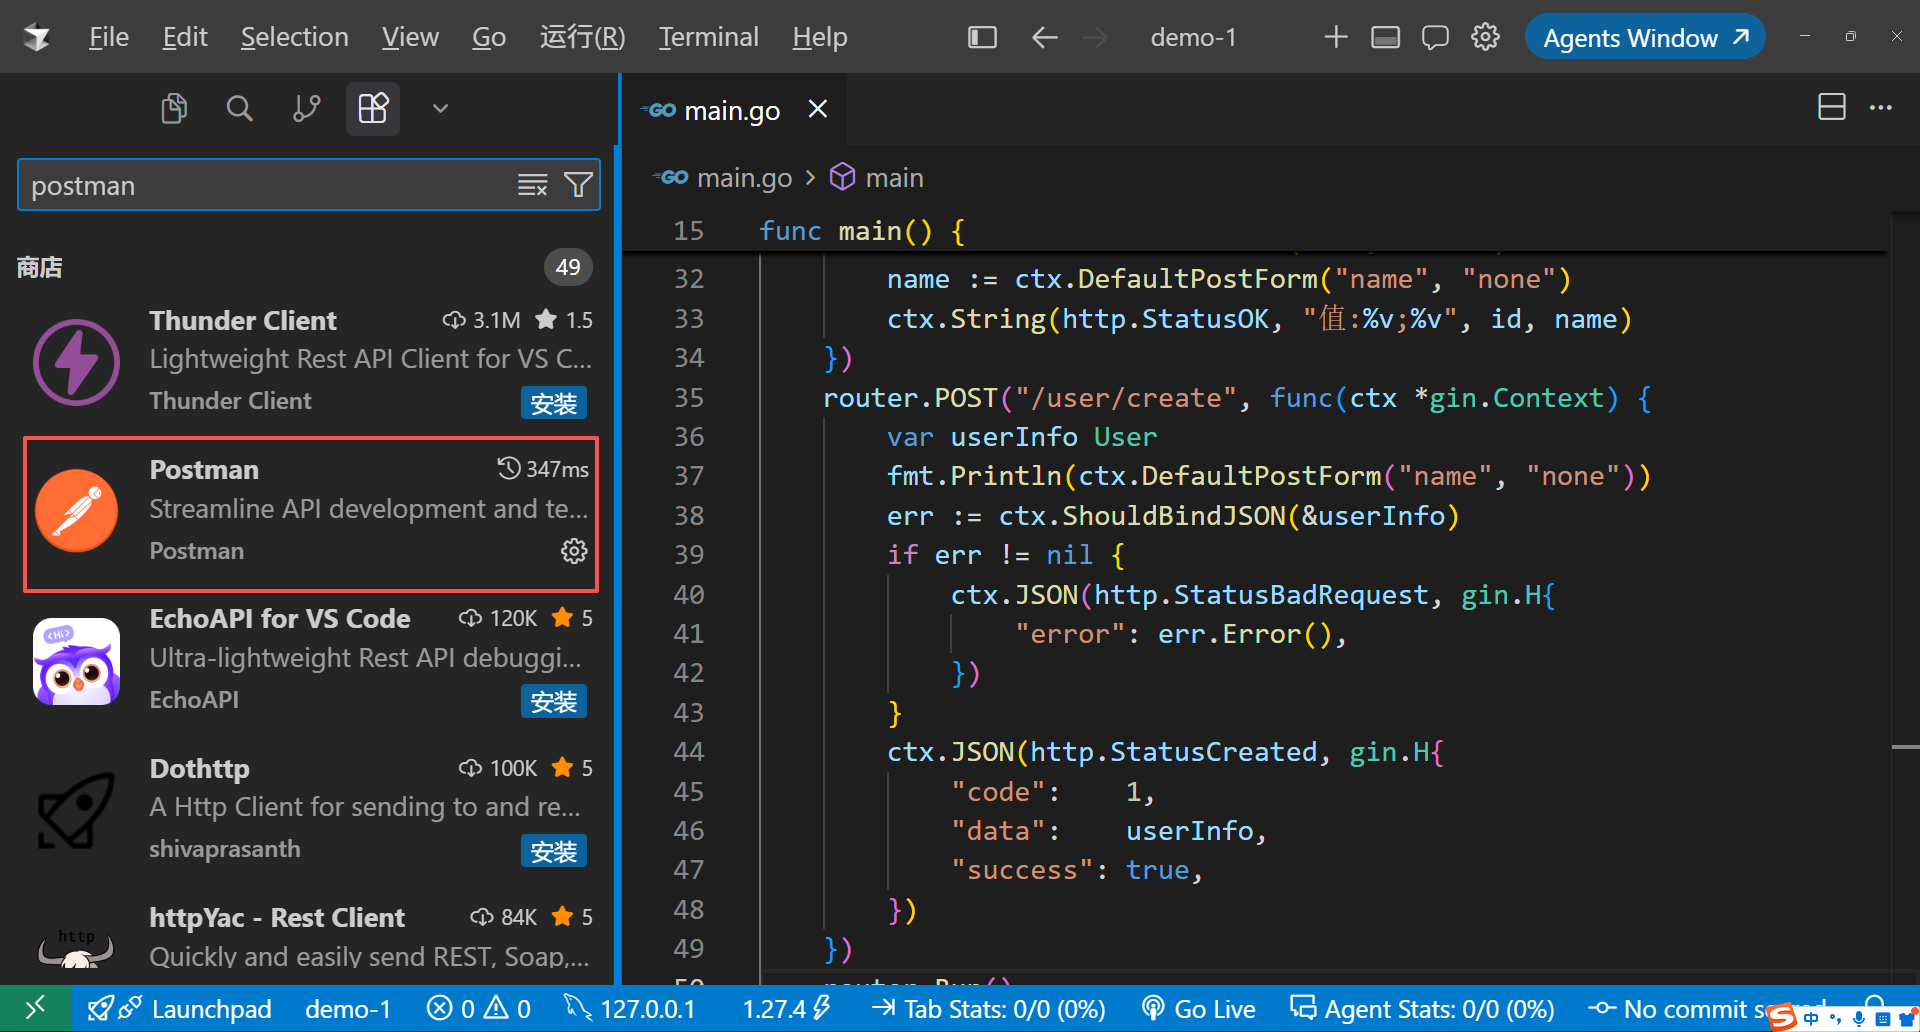 File Edit Selection View Go 运行(R) Terminal Help demo-1 Agents Window
postman
商店 49
Thunder Client 3.1M 1.5
Lightweight Rest API Client for VS C...
Thunder Client 安装
Postman 347ms
Streamline API development and te...
Postman
EchoAPI for VS Code 120K 5
<Hi>
Ultra-lightweight Rest API debuggi...
EchoAPI 安装
Dothttp 100K 5
A Http Client for sending to and re...
shivaprasanth 安装
httpYac - Rest Client 84K 5
http
Quickly and easily send REST, Soap,...
GO main.go
GO main.go > main
15 func main() {
32 name := ctx.DefaultPostForm("name", "none")
33 ctx.String(http.StatusOK, "值:%v;%v", id, name)
34 })
35 router.POST("/user/create", func(ctx *gin.Context) {
36 var userInfo User
37 fmt.Println(ctx.DefaultPostForm("name", "none"))
38 err := ctx.ShouldBindJSON(&userInfo)
39 if err != nil {
40 ctx.JSON(http.StatusBadRequest, gin.H{
41 "error": err.Error(),
42 })
43 }
44 ctx.JSON(http.StatusCreated, gin.H{
45 "code": 1,
46 "data": userInfo,
47 "success": true,
48 })
49 })
50 router.Run()
Launchpad demo-1 0 0 127.0.0.1 1.27.4 Tab Stats: 0/0 (0%) Go Live Agent Stats: 0/0 (0%) No commit
S 中